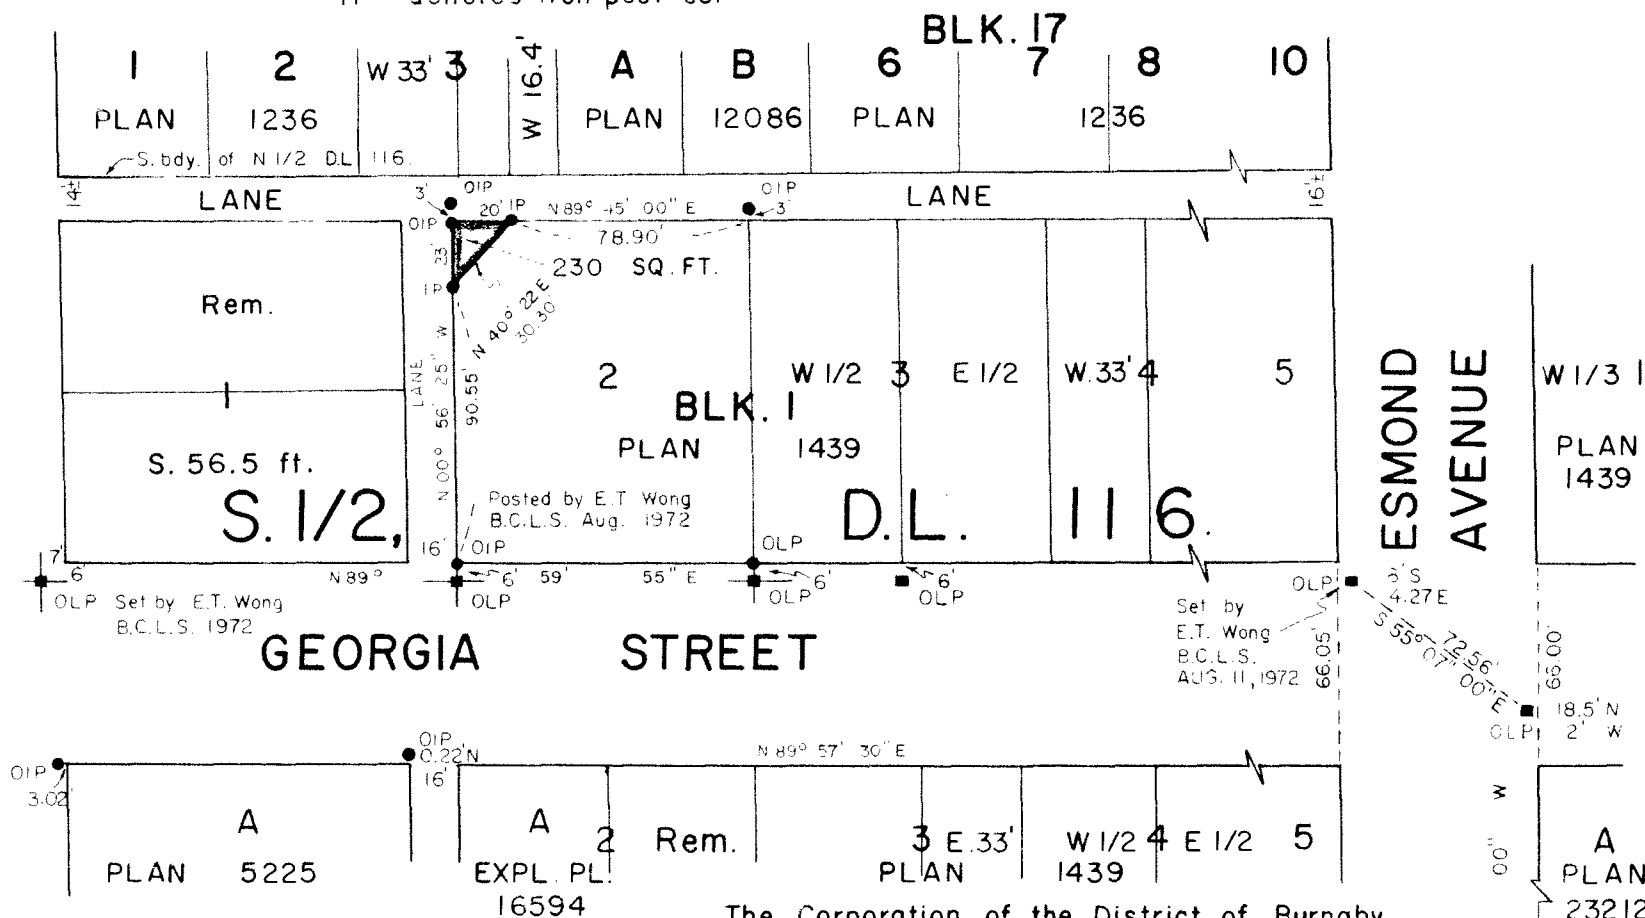 BLK. 17
1 2 W 33' 3 W 16.4' A B 6 7 8 10
PLAN 1236 PLAN 12086 PLAN 1236
S. bdy. of N 1/2 D.L 116.
14'± LANE 3' OIP OIP LANE 16'±
OIP 20' IP N 89° 45' 00" E 3'
78.90'
23' 230 SQ. FT.
IP
N 40° 22' E
30.30'
Rem.
LANE
N 00° 56' 25" W
90.55'
2 W 1/2 3 E 1/2 W. 33' 4 5
BLK. 1
PLAN 1439
S. 56.5 ft.
S. 1/2, D.L. 116.
Posted by E.T. Wong
B.C.L.S. Aug. 1972
ESMOND
AVENUE
W 1/3 1
PLAN
1439
16' OIP OLP
7' 6' N 89° 6' 59' 55" E 6' 6'
OLP OLP OLP OLP OLP
Set by E.T. Wong
B.C.L.S. 1972
4.27 E
Set by
E.T. Wong
B.C.L.S.
AUG. 11, 1972
66.05'
72.56'
S 55° 07' 00" E
66.00'
GEORGIA STREET
18.5' N
OLP 2' W
OIP
0.22' N
N 89° 57' 30" E
OIP 16'
3.02'
A A 2 Rem. 3 E. 33' W 1/2 4 E 1/2 5 00" W A
PLAN 5225 EXPL. PL. PLAN 1439 PLAN
16594 23212
The Corporation of the District of Burnaby